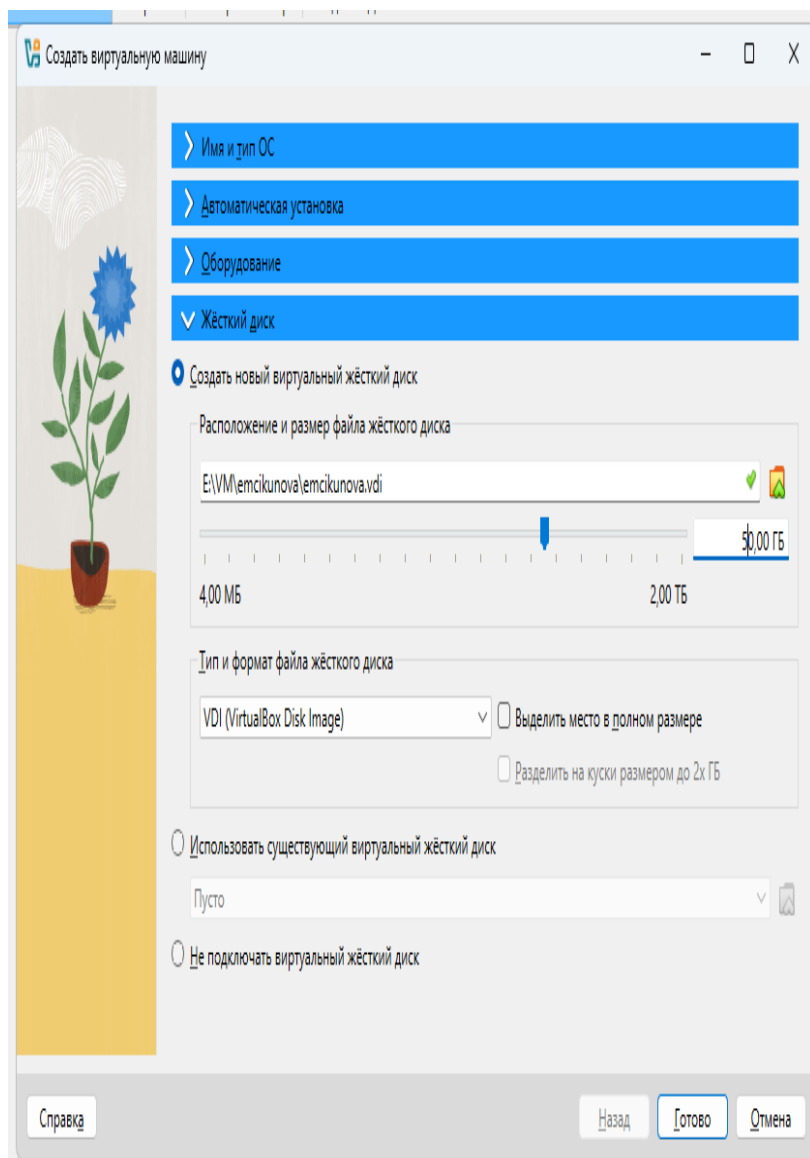 Создать виртуальную машину
Имя и тип ОС
Автоматическая установка
Оборудование
Жёсткий диск
Создать новый виртуальный жёсткий диск
Расположение и размер файла жёсткого диска
E:\VM\emcikunova\emcikunova.vdi
50,00 ГБ
4,00 МБ 2,00 ТБ
Тип и формат файла жёсткого диска
VDI (VirtualBox Disk Image) Выделить место в полном размере
Разделить на куски размером до 2х ГБ
Использовать существующий виртуальный жёсткий диск
Пусто
Не подключать виртуальный жёсткий диск
Справка Назад Готово Отмена